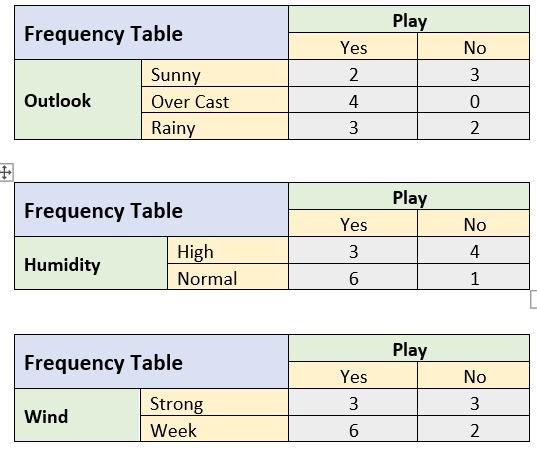 Frequency Table Play
Yes No
Outlook Sunny 2 3
Over Cast 4 0
Rainy 3 2
Frequency Table Play
Yes No
Humidity High 3 4
Normal 6 1
Frequency Table Play
Yes No
Wind Strong 3 3
Week 6 2